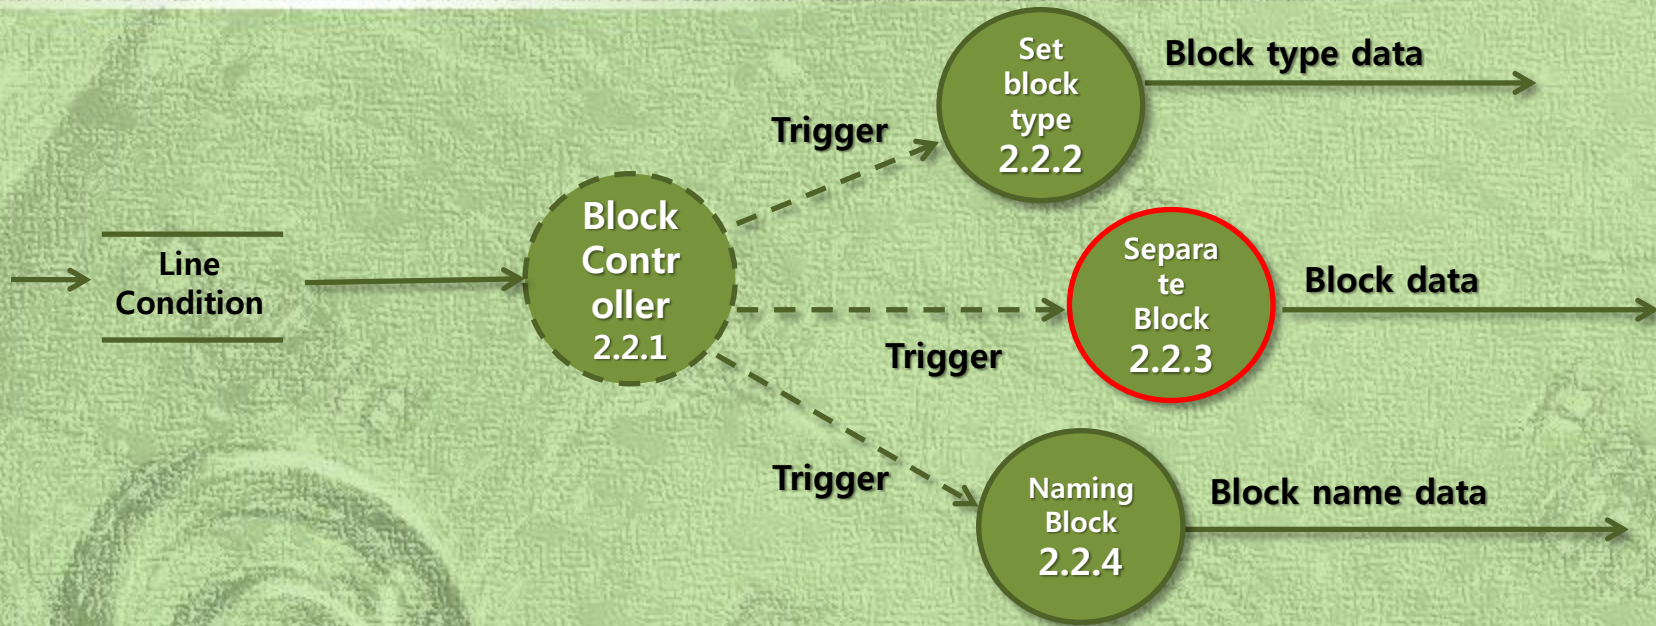 Line
Condition
Block
Contr
oller
2.2.1
Trigger
Set
block
type
2.2.2
Block type data
Trigger
Separa
te
Block
2.2.3
Block data
Trigger
Naming
Block
2.2.4
Block name data